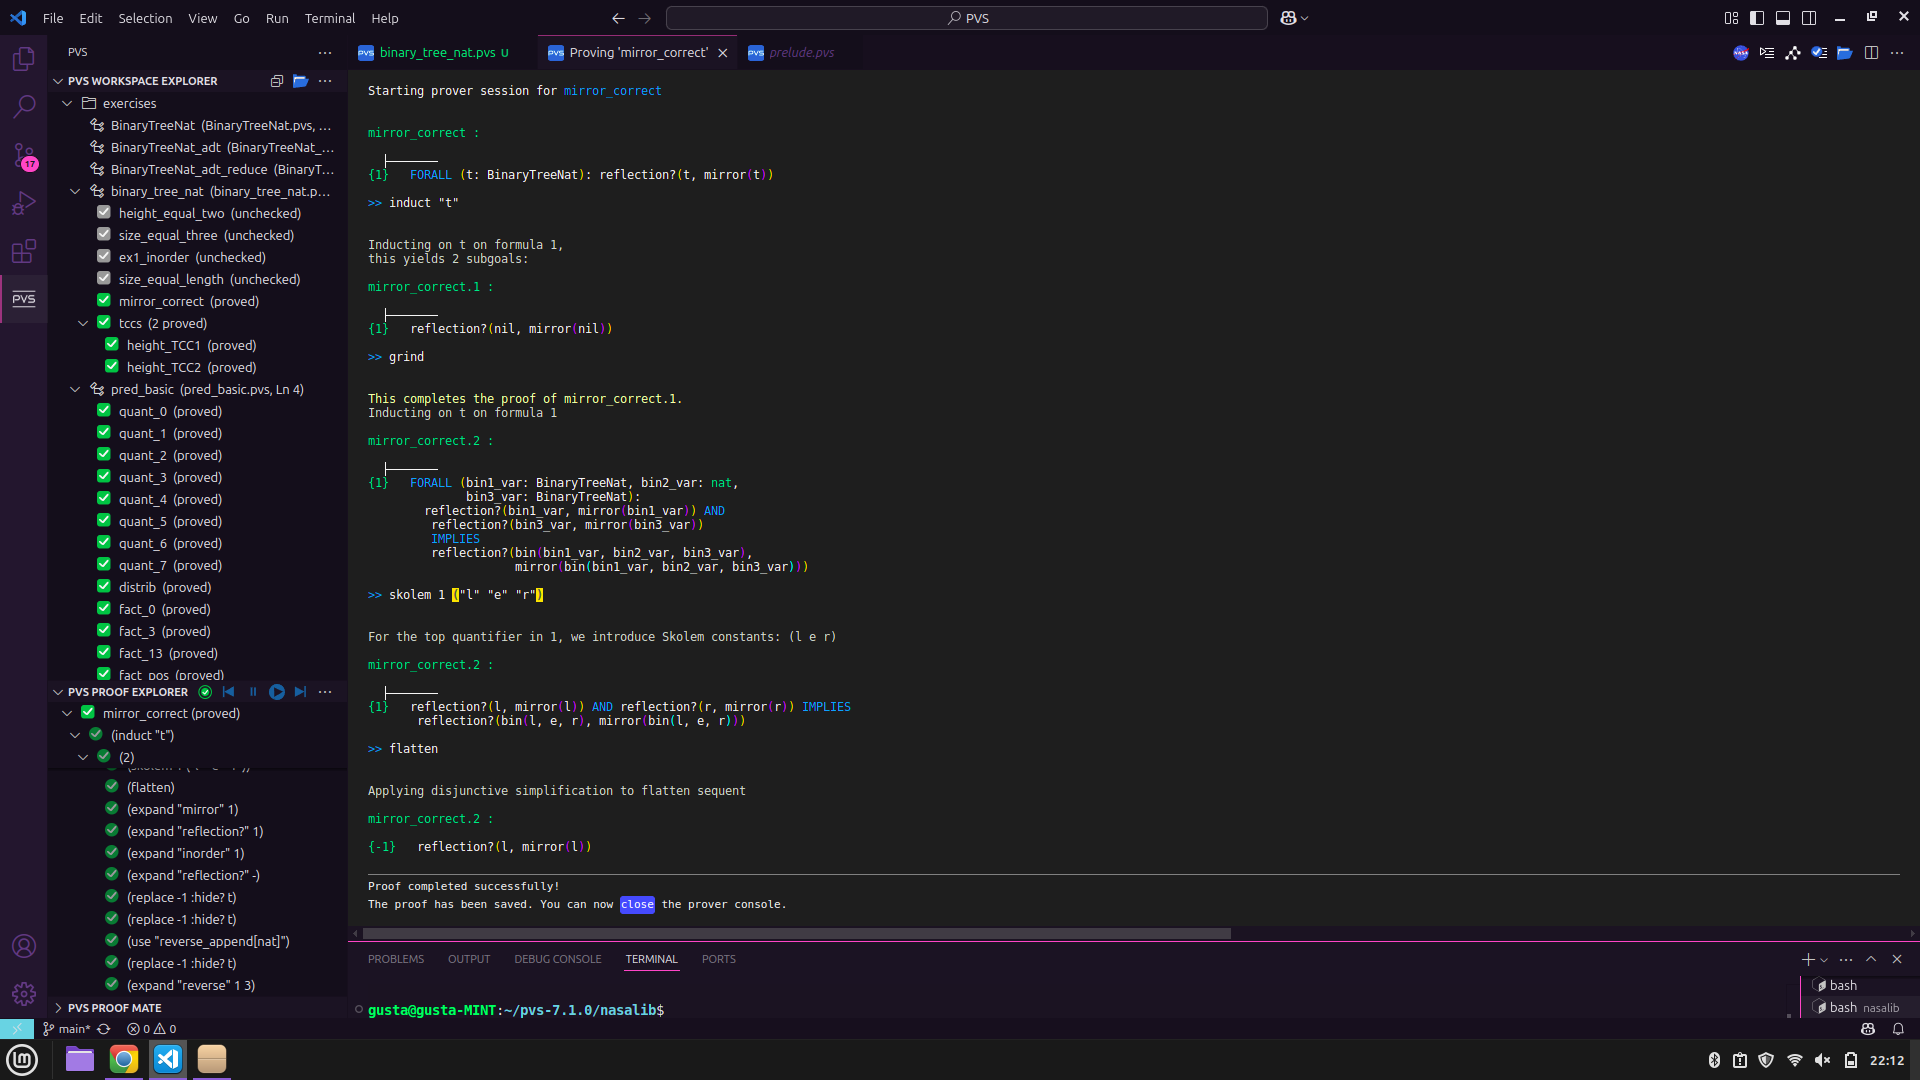 File Edit Selection View Go Run Terminal Help
PVS
PVS
binary_tree_nat.pvs U
Proving 'mirror_correct'
prelude.pvs
PVS WORKSPACE EXPLORER
exercises
BinaryTreeNat (BinaryTreeNat.pvs, ...
BinaryTreeNat_adt (BinaryTreeNat_...
BinaryTreeNat_adt_reduce (BinaryT...
binary_tree_nat (binary_tree_nat.p...
height_equal_two (unchecked)
size_equal_three (unchecked)
ex1_inorder (unchecked)
size_equal_length (unchecked)
mirror_correct (proved)
tccs (2 proved)
height_TCC1 (proved)
height_TCC2 (proved)
pred_basic (pred_basic.pvs, Ln 4)
quant_0 (proved)
quant_1 (proved)
quant_2 (proved)
quant_3 (proved)
quant_4 (proved)
quant_5 (proved)
quant_6 (proved)
quant_7 (proved)
distrib (proved)
fact_0 (proved)
fact_3 (proved)
fact_13 (proved)
fact_pos (proved)
17
PVS
PVS PROOF EXPLORER
mirror_correct (proved)
(induct "t")
(2)
(flatten)
(expand "mirror" 1)
(expand "reflection?" 1)
(expand "inorder" 1)
(expand "reflection?" -)
(replace -1 :hide? t)
(replace -1 :hide? t)
(use "reverse_append[nat]")
(replace -1 :hide? t)
(expand "reverse" 1 3)
PVS PROOF MATE
Starting prover session for mirror_correct
mirror_correct :
{1} FORALL (t: BinaryTreeNat): reflection?(t, mirror(t))
>> induct "t"
Inducting on t on formula 1,
this yields 2 subgoals:
mirror_correct.1 :
{1} reflection?(nil, mirror(nil))
>> grind
This completes the proof of mirror_correct.1.
Inducting on t on formula 1
mirror_correct.2 :
{1} FORALL (bin1_var: BinaryTreeNat, bin2_var: nat,
bin3_var: BinaryTreeNat):
reflection?(bin1_var, mirror(bin1_var)) AND
reflection?(bin3_var, mirror(bin3_var))
IMPLIES
reflection?(bin(bin1_var, bin2_var, bin3_var),
mirror(bin(bin1_var, bin2_var, bin3_var)))
>> skolem 1 ("l" "e" "r")
For the top quantifier in 1, we introduce Skolem constants: (l e r)
mirror_correct.2 :
{1} reflection?(l, mirror(l)) AND reflection?(r, mirror(r)) IMPLIES
reflection?(bin(l, e, r), mirror(bin(l, e, r)))
>> flatten
Applying disjunctive simplification to flatten sequent
mirror_correct.2 :
{-1} reflection?(l, mirror(l))
Proof completed successfully!
The proof has been saved. You can now close the prover console.
PROBLEMS OUTPUT DEBUG CONSOLE TERMINAL PORTS
gusta@gusta-MINT:~/pvs-7.1.0/nasalib$
bash
bash nasalib
main* 0 0
22:12